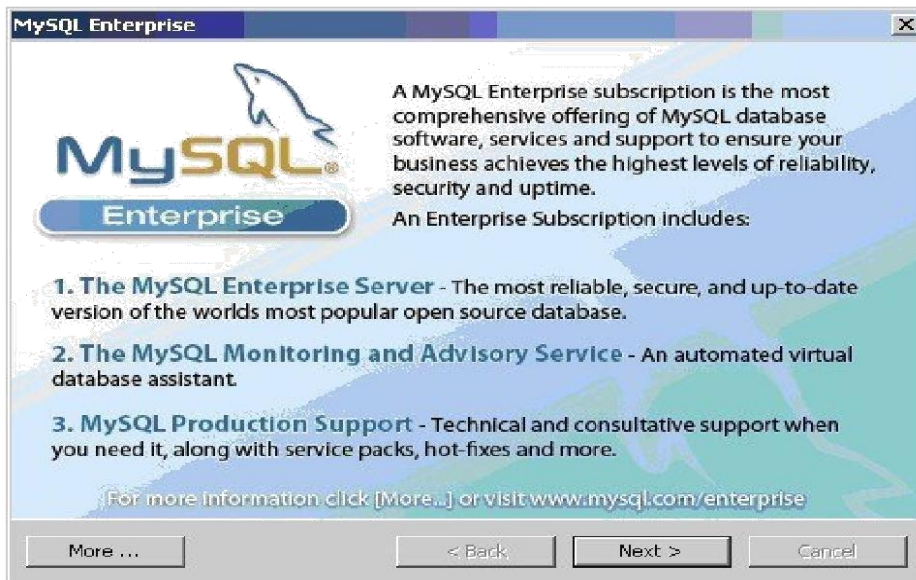 MySQL Enterprise
MySQL®
Enterprise
A MySQL Enterprise subscription is the most
comprehensive offering of MySQL database
software, services and support to ensure your
business achieves the highest levels of reliability,
security and uptime.
An Enterprise Subscription includes:
1. The MySQL Enterprise Server - The most reliable, secure, and up-to-date
version of the worlds most popular open source database.
2. The MySQL Monitoring and Advisory Service - An automated virtual
database assistant.
3. MySQL Production Support - Technical and consultative support when
you need it, along with service packs, hot-fixes and more.
For more information click [More...] or visit www.mysql.com/enterprise
More ...
< Back
Next >
Cancel